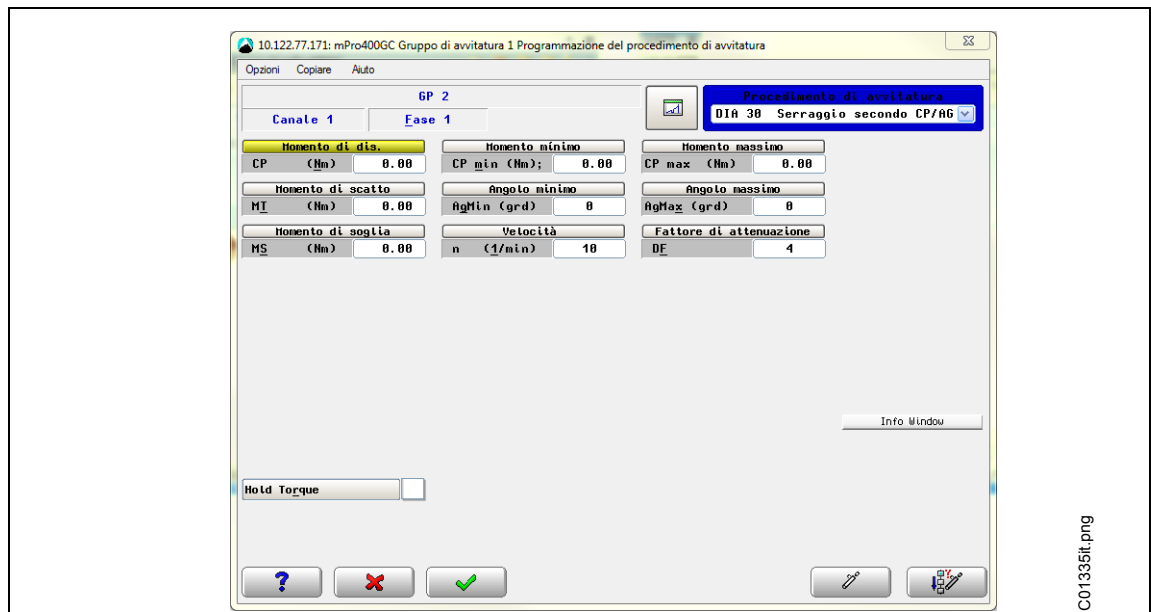 10.122.77.171: mPro400GC Gruppo di avvitatura 1 Programmazione del procedimento di avvitatura
Opzioni Copiare Aiuto
GP 2
Canale 1 Fase 1
Procedimento di avvitatura
DIA 30 Serraggio secondo CP/AG
Momento di dis. Momento mínimo Momento massimo
CP (Nm) 0.00 CP min (Nm); 0.00 CP max (Nm) 0.00
Momento di scatto Angolo minimo Angolo massimo
MT (Nm) 0.00 AgMin (grd) 0 AgMax (grd) 0
Momento di soglia Velocità Fattore di attenuazione
MS (Nm) 0.00 n (1/min) 10 DF 4
Info Window
Hold Torque
C01335it.png